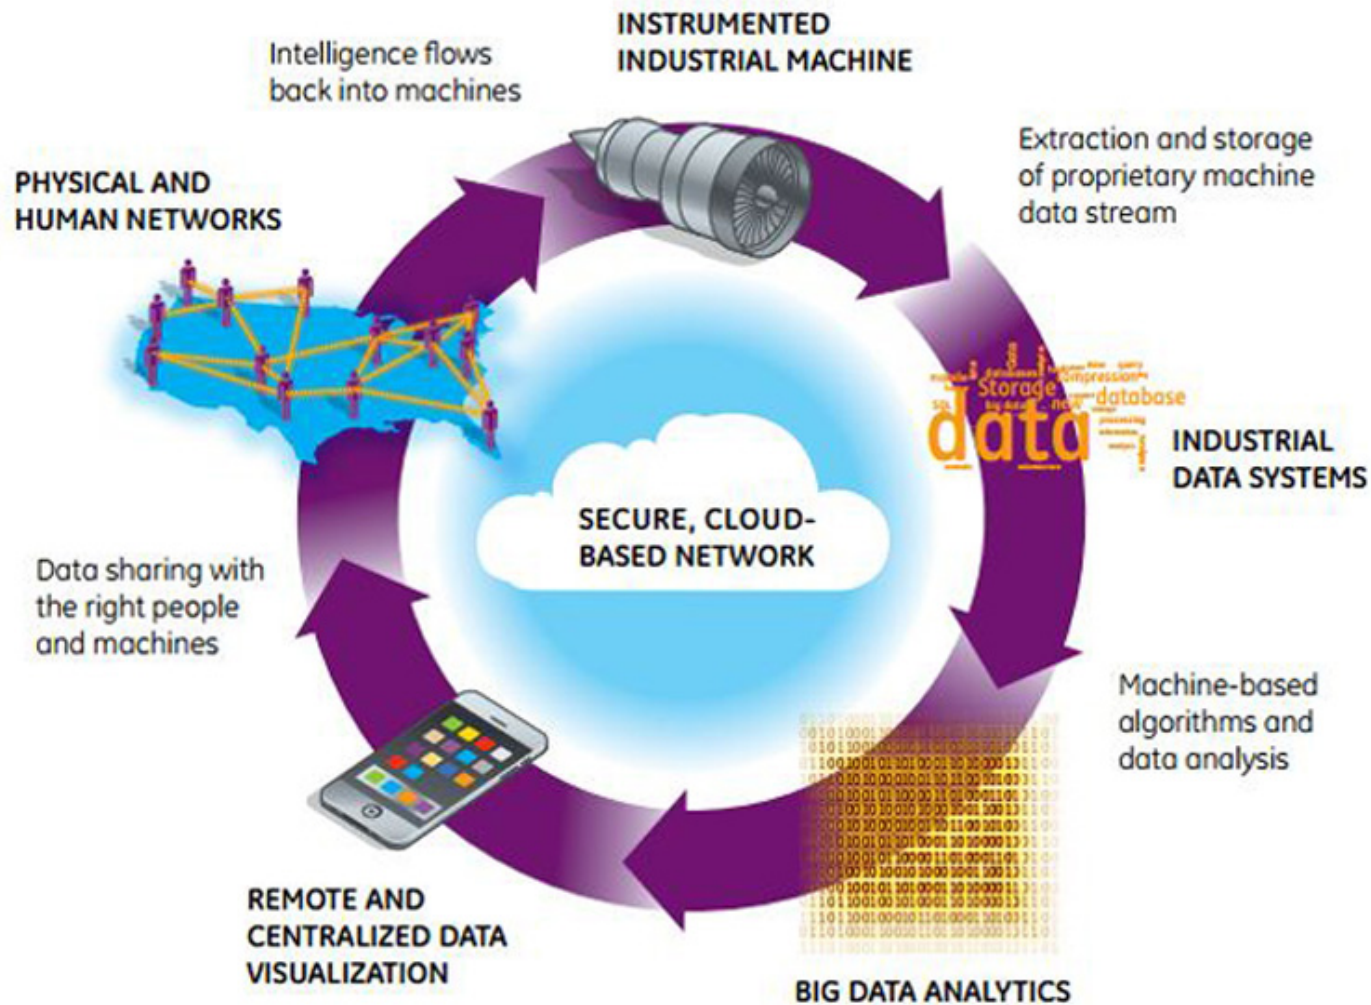 INSTRUMENTED
INDUSTRIAL MACHINE
Intelligence flows
back into machines
Extraction and storage
of proprietary machine
data stream
PHYSICAL AND
HUMAN NETWORKS
Storage
compression
database
data
INDUSTRIAL
DATA SYSTEMS
SECURE, CLOUD-
BASED NETWORK
Data sharing with
the right people
and machines
Machine-based
algorithms and
data analysis
REMOTE AND
CENTRALIZED DATA
VISUALIZATION
BIG DATA ANALYTICS